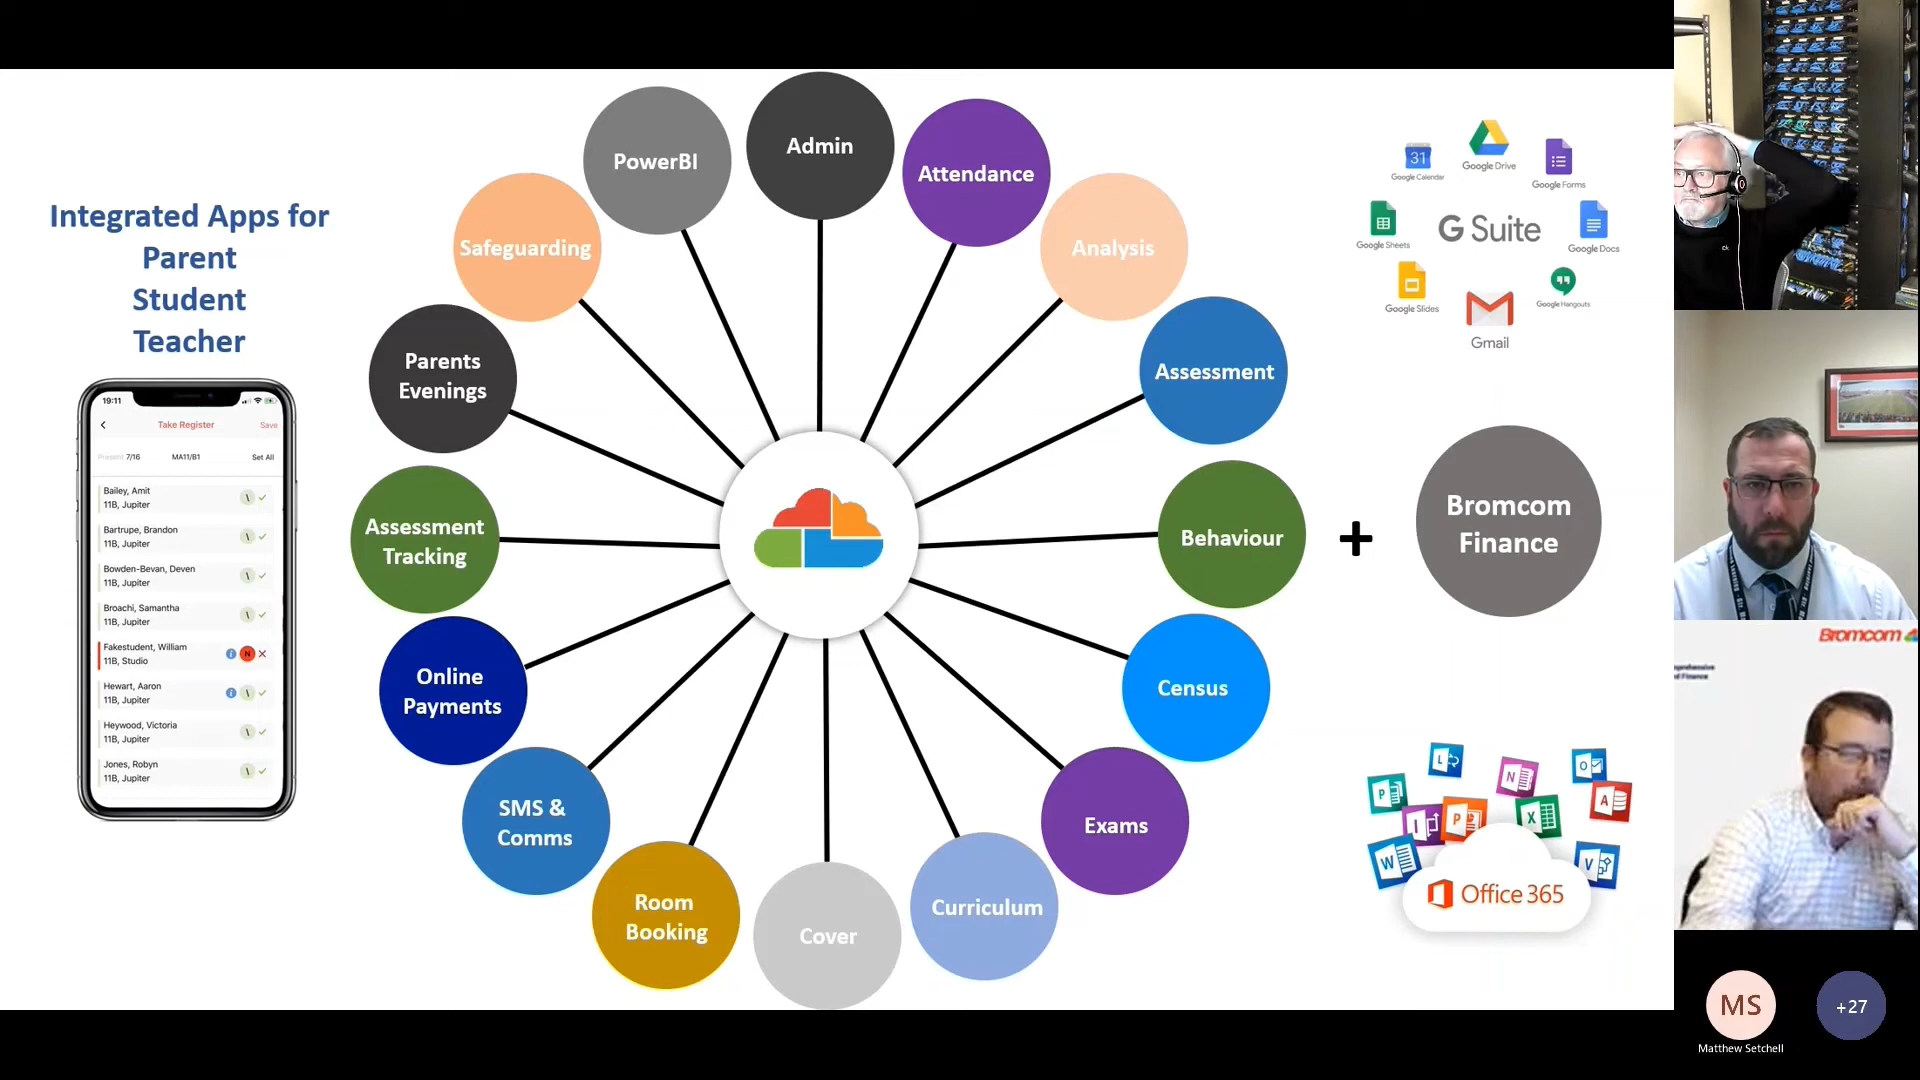 Integrated Apps for
Parent
Student
Teacher
19:11
Take Register
Save
Present 7/16
MA11/B1
Set All
Bailey, Amit
11B, Jupiter
Bartrupe, Brandon
11B, Jupiter
Bowden-Bevan, Deven
11B, Jupiter
Broachi, Samantha
11B, Jupiter
Fakestudent, William
11B, Studio
N
Hewart, Aaron
11B, Jupiter
Heywood, Victoria
11B, Jupiter
Jones, Robyn
11B, Jupiter
Admin
Attendance
Analysis
Assessment
Behaviour
Census
Exams
Curriculum
Cover
Room
Booking
SMS &
Comms
Online
Payments
Assessment
Tracking
Parents
Evenings
Safeguarding
PowerBI
+
Bromcom
Finance
31
Google Calendar
Google Drive
Google Forms
Google Sheets
G Suite
Google Docs
Google Slides
Google Hangouts
Gmail
L
N
O
P
I
P
X
A
W
V
Office 365
Bromcom
d Finance
MS
Matthew Setchell
+27